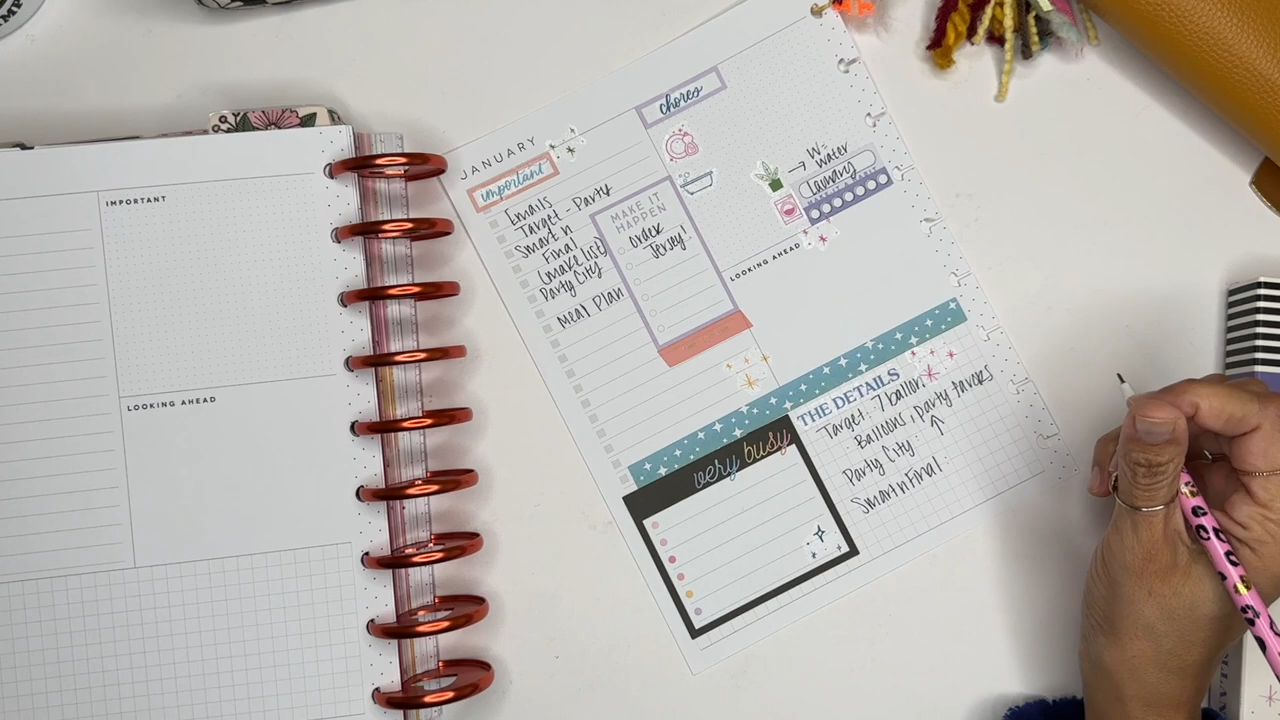 IMPORTANT
LOOKING AHEAD
JANUARY
important
Emails
Target - Party
Smart n
Final
(make list)
Party City
Meal Plan
MAKE IT
HAPPEN
order
Jersey!
chores
W=
Water
Laundry
LOOKING AHEAD
THE DETAILS
Target: 7 ballon
Balloons, party favors
Party City:
Smart n Final:
very busy